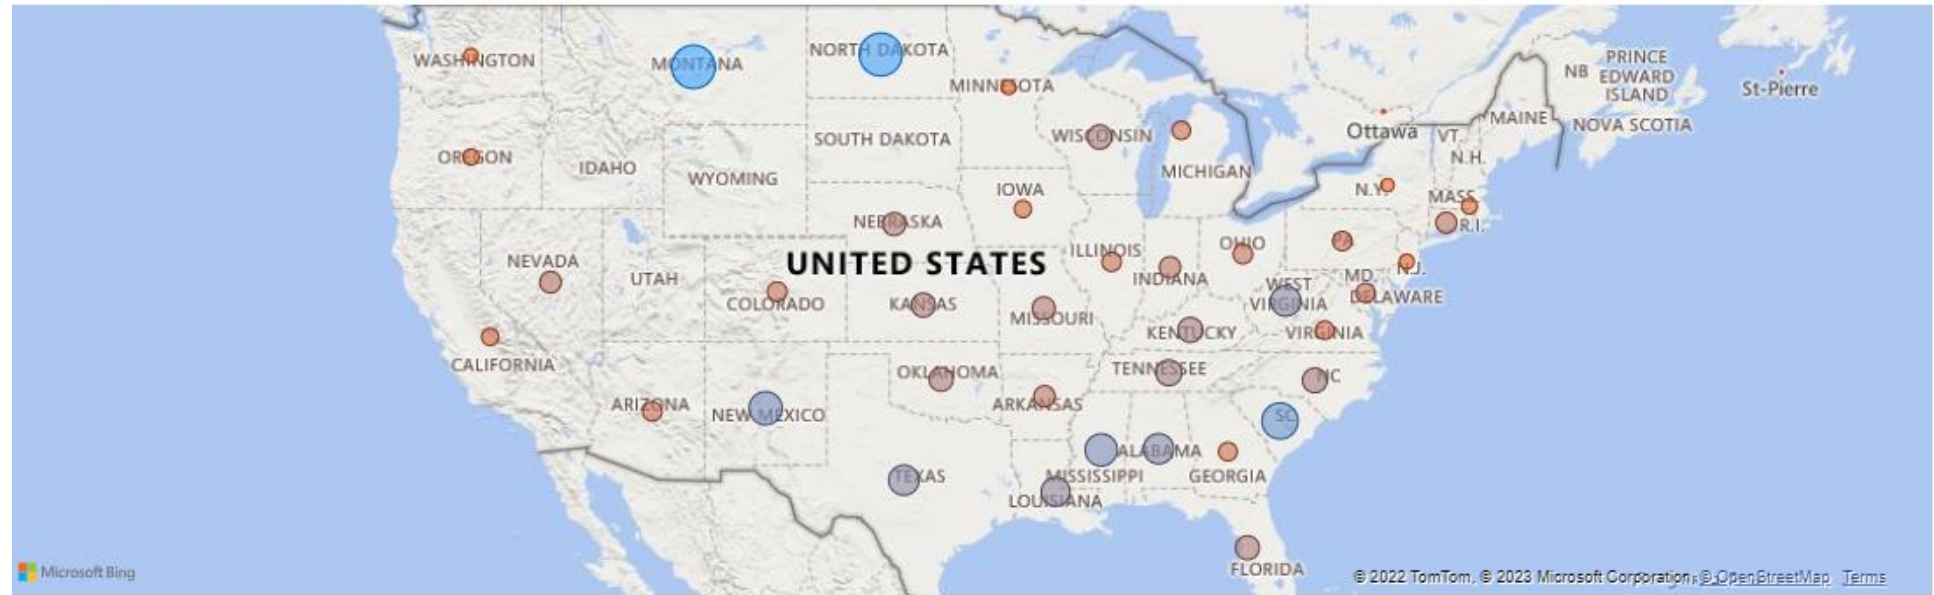 WASHINGTON
MONTANA
NORTH DAKOTA
MINNESOTA
PRINCE
NB EDWARD
ISLAND
St-Pierre
OREGON
IDAHO
WYOMING
SOUTH DAKOTA
WISCONSIN
MICHIGAN
Ottawa
VT.
MAINE
NOVA SCOTIA
N.H.
IOWA
N.Y.
MASS.
R.I.
NEBRASKA
NEVADA
UTAH
COLORADO
UNITED STATES
KANSAS
MISSOURI
ILLINOIS
INDIANA
OHIO
PA.
N.J.
MD.
DELAWARE
WEST
VIRGINIA
KENTUCKY
VIRGINIA
CALIFORNIA
ARIZONA
NEW MEXICO
OKLAHOMA
ARKANSAS
TENNESSEE
NC
SC
TEXAS
MISSISSIPPI
ALABAMA
GEORGIA
LOUISIANA
FLORIDA
Microsoft Bing
© 2022 TomTom, © 2023 Microsoft Corporation, © OpenStreetMap Terms